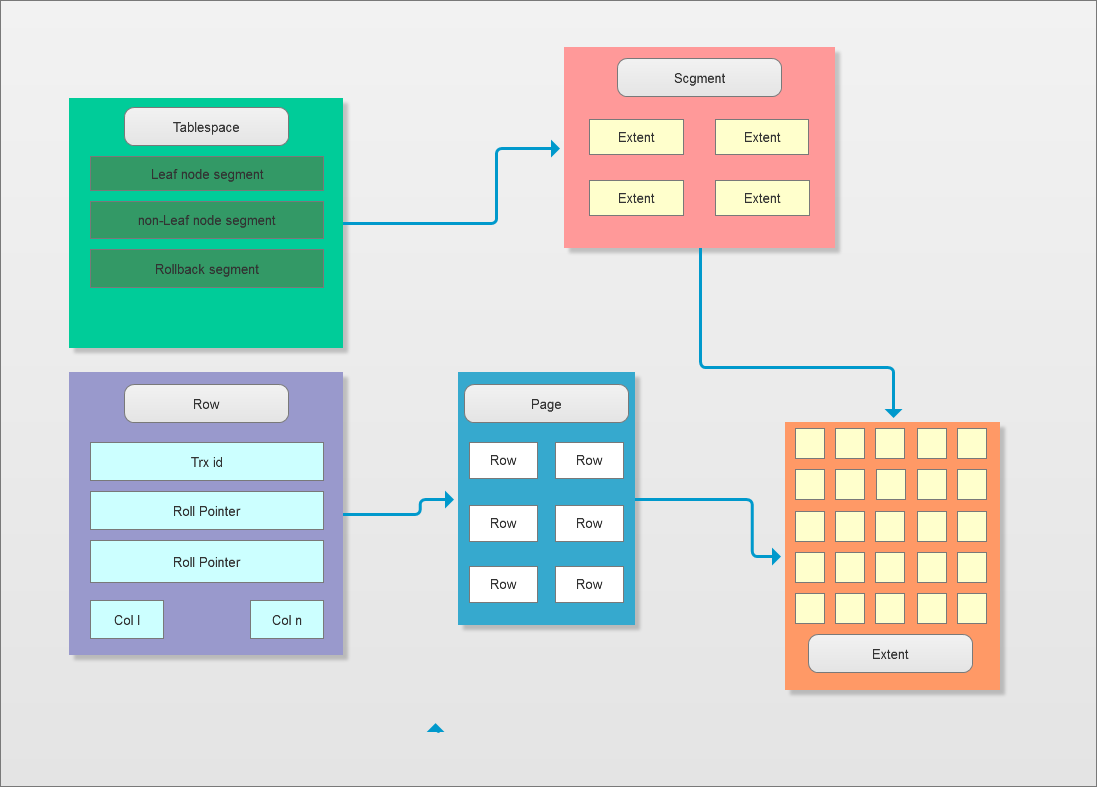 Tablespace
Leaf node segment
non-Leaf node segment
Rollback segment
Scgment
Extent
Extent
Extent
Extent
Row
Trx id
Roll Pointer
Roll Pointer
Col l
Col n
Page
Row
Row
Row
Row
Row
Row
Extent